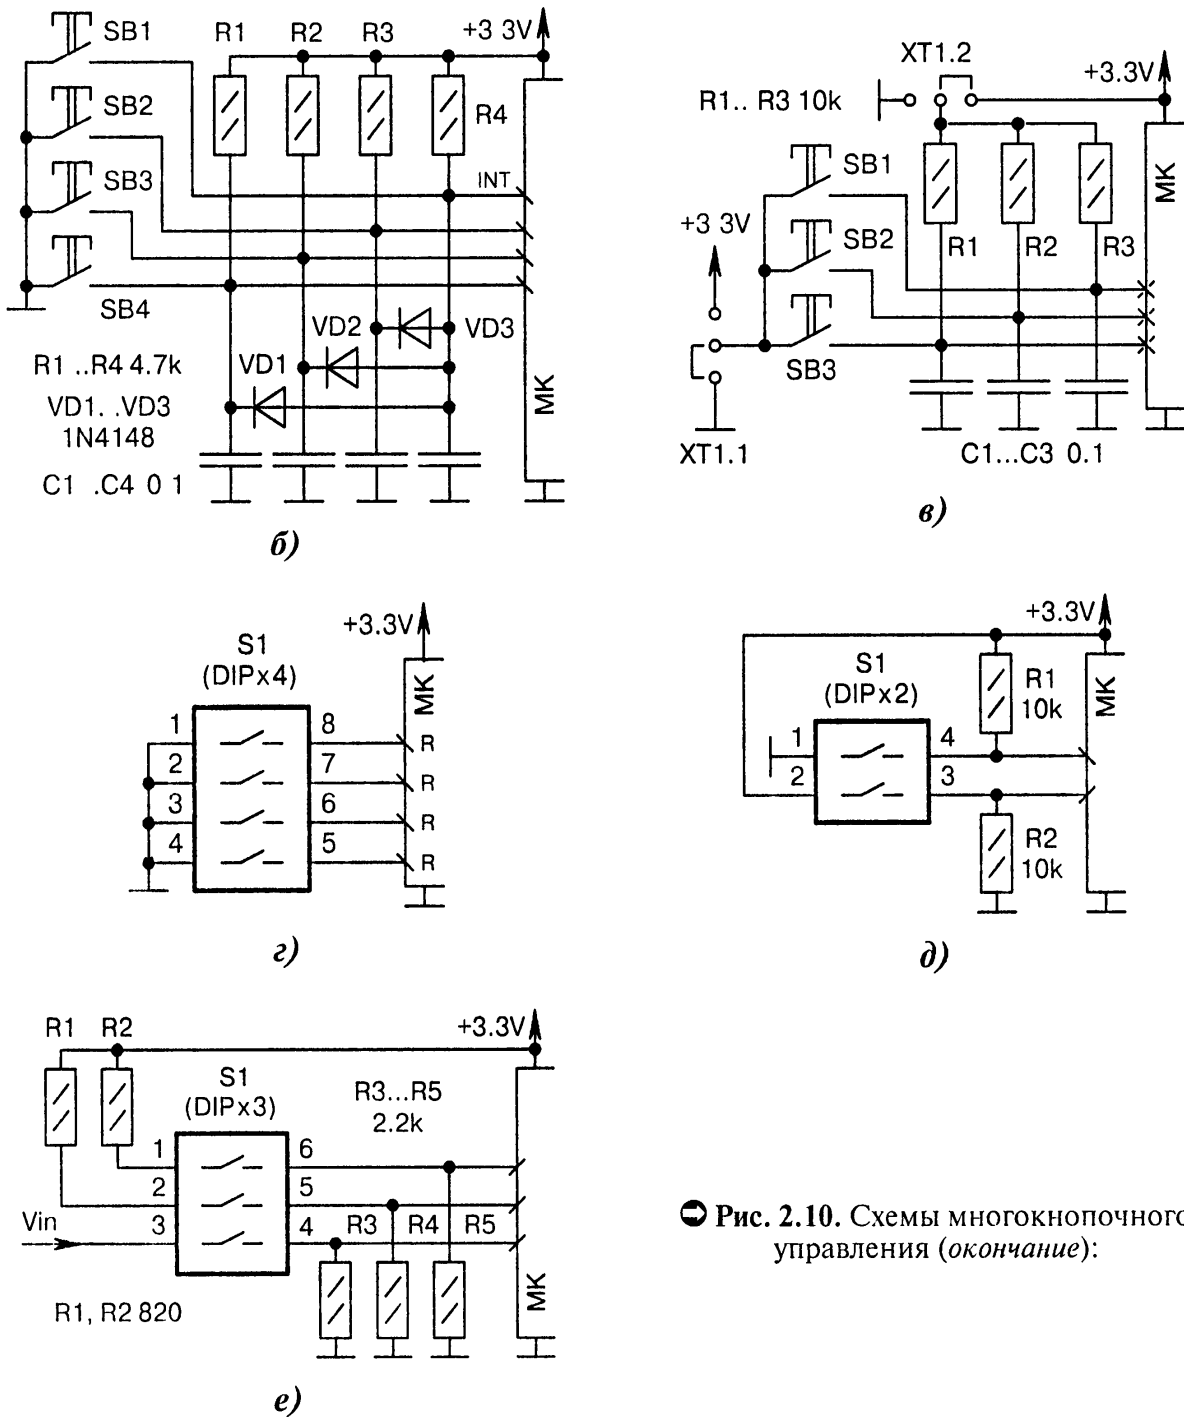 SB1
R1 R2 R3 +3 3V
SB2
R4
SB3
INT
SB4
VD2 VD3
R1 ..R4 4.7k
VD1
VD1. .VD3
1N4148
МК
C1 .C4 0 1
б)
XT1.2
+3.3V
R1.. R3 10k
SB1
МК
+3 3V
SB2
R1 R2 R3
SB3
XT1.1
C1...C3 0.1
в)
+3.3V
S1
(DIPx4)
МК
1 8 R
2 7 R
3 6 R
4 5 R
г)
+3.3V
S1
(DIPx2)
R1
10k
МК
1 4
2 3
R2
10k
д)
R1 R2 +3.3V
S1
(DIPx3)
R3...R5
2.2k
1 6
2 5
Vin 3 4 R3 R4 R5
МК
R1, R2 820
е)
➲ Рис. 2.10. Схемы многокнопочного
управления (окончание):